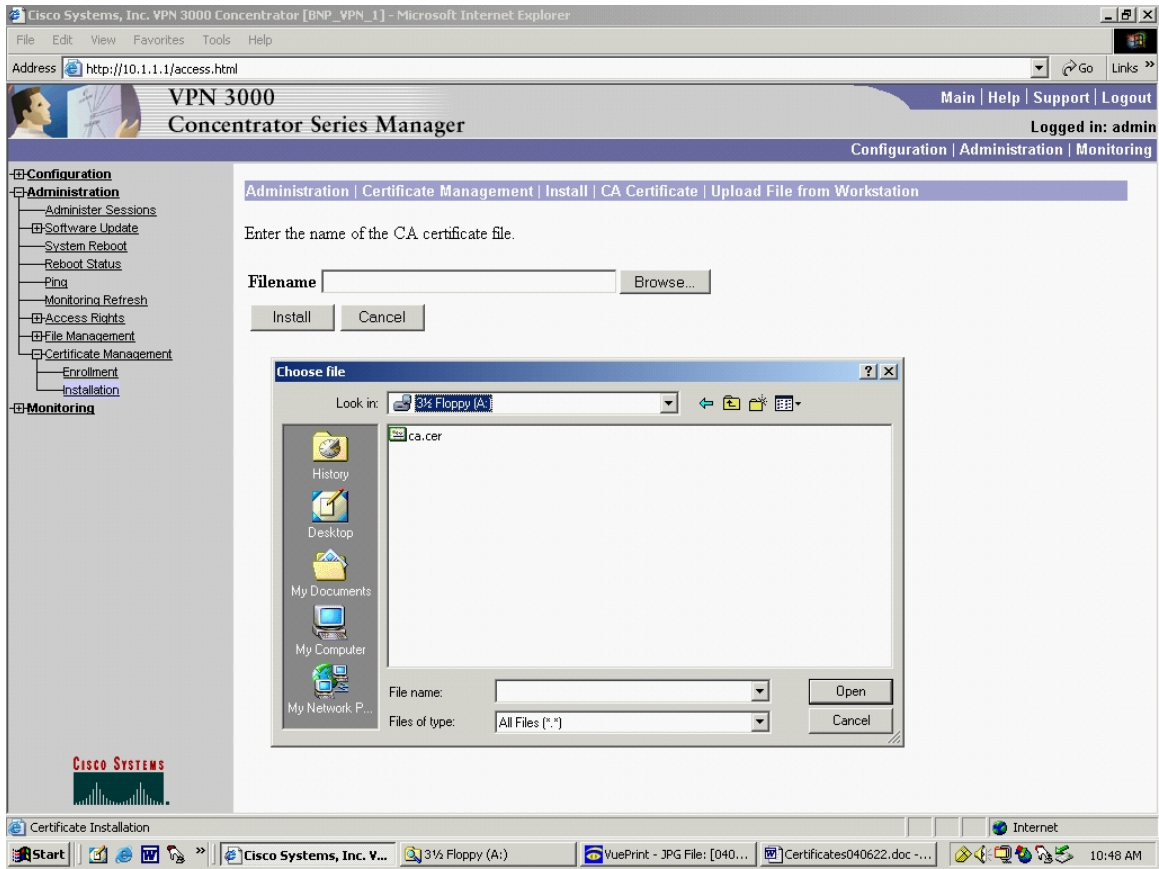 Cisco Systems, Inc. VPN 3000 Concentrator [BNP_VPN_1] - Microsoft Internet Explorer
File Edit View Favorites Tools Help
Address http://10.1.1.1/access.html Go Links »
VPN 3000
Concentrator Series Manager
Main | Help | Support | Logout
Logged in: admin
Configuration | Administration | Monitoring
Configuration
Administration
Administer Sessions
Software Update
System Reboot
Reboot Status
Ping
Monitoring Refresh
Access Rights
File Management
Certificate Management
Enrollment
Installation
Monitoring
Administration | Certificate Management | Install | CA Certificate | Upload File from Workstation
Enter the name of the CA certificate file.
Filename Browse...
Install Cancel
Choose file
Look in: 3½ Floppy (A:)
ca.cer
History
Desktop
My Documents
My Computer
My Network P...
File name: Open
Files of type: All Files (*.*) Cancel
CISCO SYSTEMS
Certificate Installation Internet
Start » Cisco Systems, Inc. V... 3½ Floppy (A:) VuePrint - JPG File: [040... Certificates040622.doc -... 10:48 AM